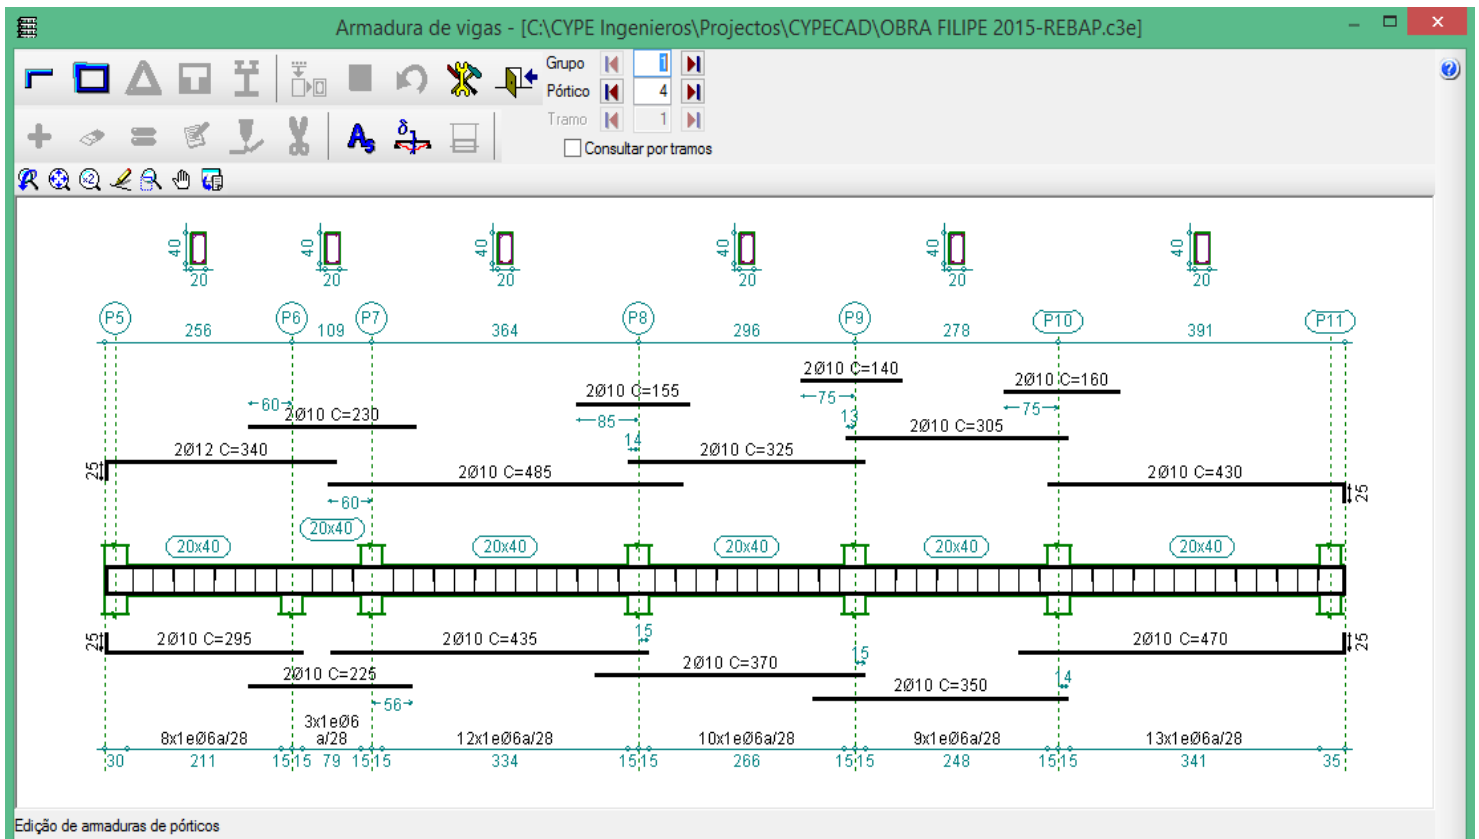 Armadura de vigas - [C:\CYPE Ingenieros\Projectos\CYPECAD\OBRA FILIPE 2015-REBAP.c3e]
Grupo 1
Pórtico 4
Tramo 1
Consultar por tramos
40 40 40 40 40 40
20 20 20 20 20 20
P5 P6 P7 P8 P9 P10 P11
256 109 364 296 278 391
2Ø10 C=140
2Ø10 C=160
2Ø10 C=155
75
75
60
2Ø10 C=230
85
13
2Ø10 C=305
14
2Ø12 C=340
2Ø10 C=325
25
2Ø10 C=485
2Ø10 C=430
25
60
20x40
20x40 20x40 20x40 20x40 20x40
15
25
2Ø10 C=295 2Ø10 C=435
2Ø10 C=470
25
15
2Ø10 C=370
2Ø10 C=225
14
2Ø10 C=350
56
3x1eØ6
8x1eØ6a/28 a/28 12x1eØ6a/28 10x1eØ6a/28 9x1eØ6a/28 13x1eØ6a/28
30 211 15 15 79 15 15 334 15 15 266 15 15 248 15 15 341 35
Edição de armaduras de pórticos